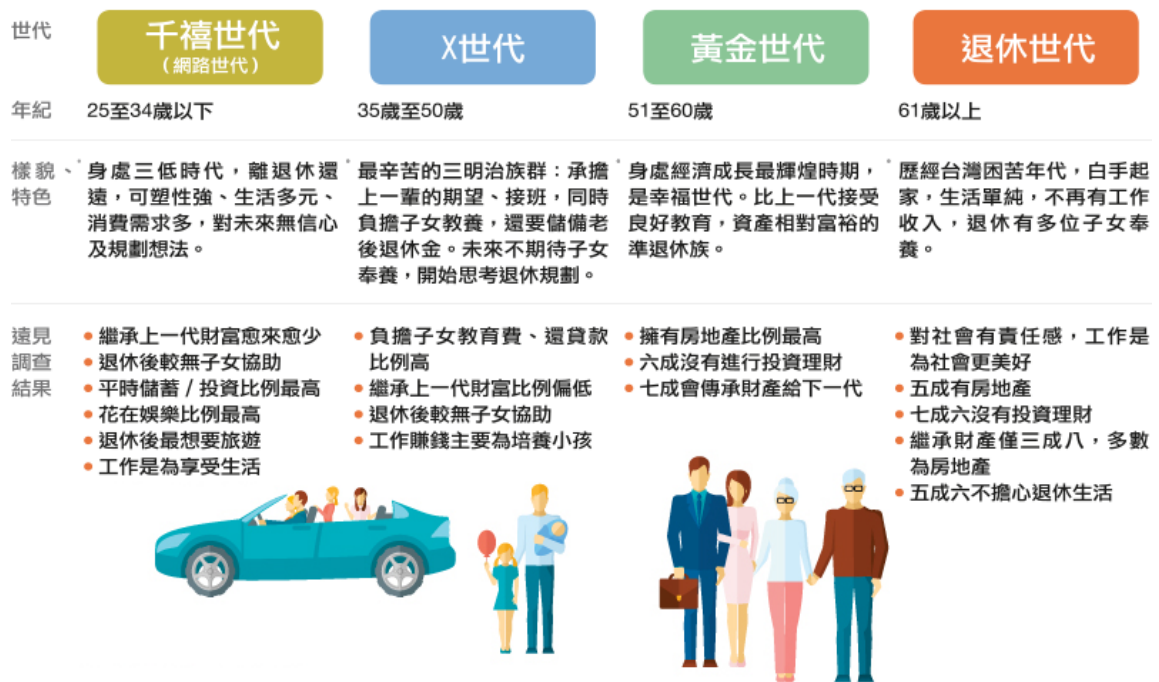 世代
千禧世代
（網路世代）
X世代
黃金世代
退休世代
年紀
25至34歲以下
35歲至50歲
51至60歲
61歲以上
樣貌、
特色
身處三低時代，離退休還
遠，可塑性強、生活多元、
消費需求多，對未來無信心
及規劃想法。
最辛苦的三明治族群：承擔
上一輩的期望、接班，同時
負擔子女教養，還要儲備老
後退休金。未來不期待子女
奉養，開始思考退休規劃。
身處經濟成長最輝煌時期，
是幸福世代。比上一代接受
良好教育，資產相對富裕的
準退休族。
歷經台灣困苦年代，白手起
家，生活單純，不再有工作
收入，退休有多位子女奉
養。
遠見
調查
結果
• 繼承上一代財富愈來愈少
• 退休後較無子女協助
• 平時儲蓄 / 投資比例最高
• 花在娛樂比例最高
• 退休後最想要旅遊
• 工作是為享受生活
• 負擔子女教育費、還貸款
比例高
• 繼承上一代財富比例偏低
• 退休後較無子女協助
• 工作賺錢主要為培養小孩
• 擁有房地產比例最高
• 六成沒有進行投資理財
• 七成會傳承財產給下一代
• 對社會有責任感，工作是
為社會更美好
• 五成有房地產
• 七成六沒有投資理財
• 繼承財產僅三成八，多數
為房地產
• 五成六不擔心退休生活